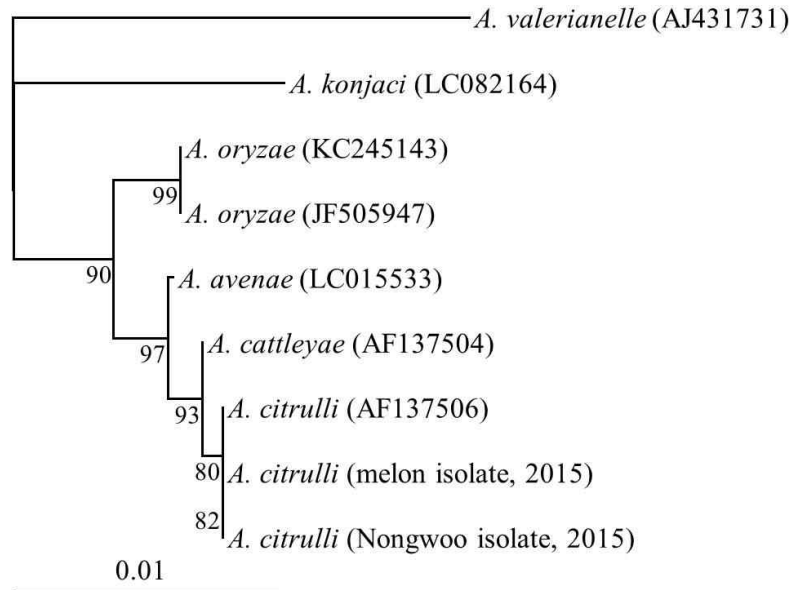 A. valerianelle (AJ431731)
A. konjaci (LC082164)
A. oryzae (KC245143)
99
A. oryzae (JF505947)
90
A. avenae (LC015533)
97
A. cattleyae (AF137504)
93
A. citrulli (AF137506)
80
A. citrulli (melon isolate, 2015)
82
A. citrulli (Nongwoo isolate, 2015)
0.01